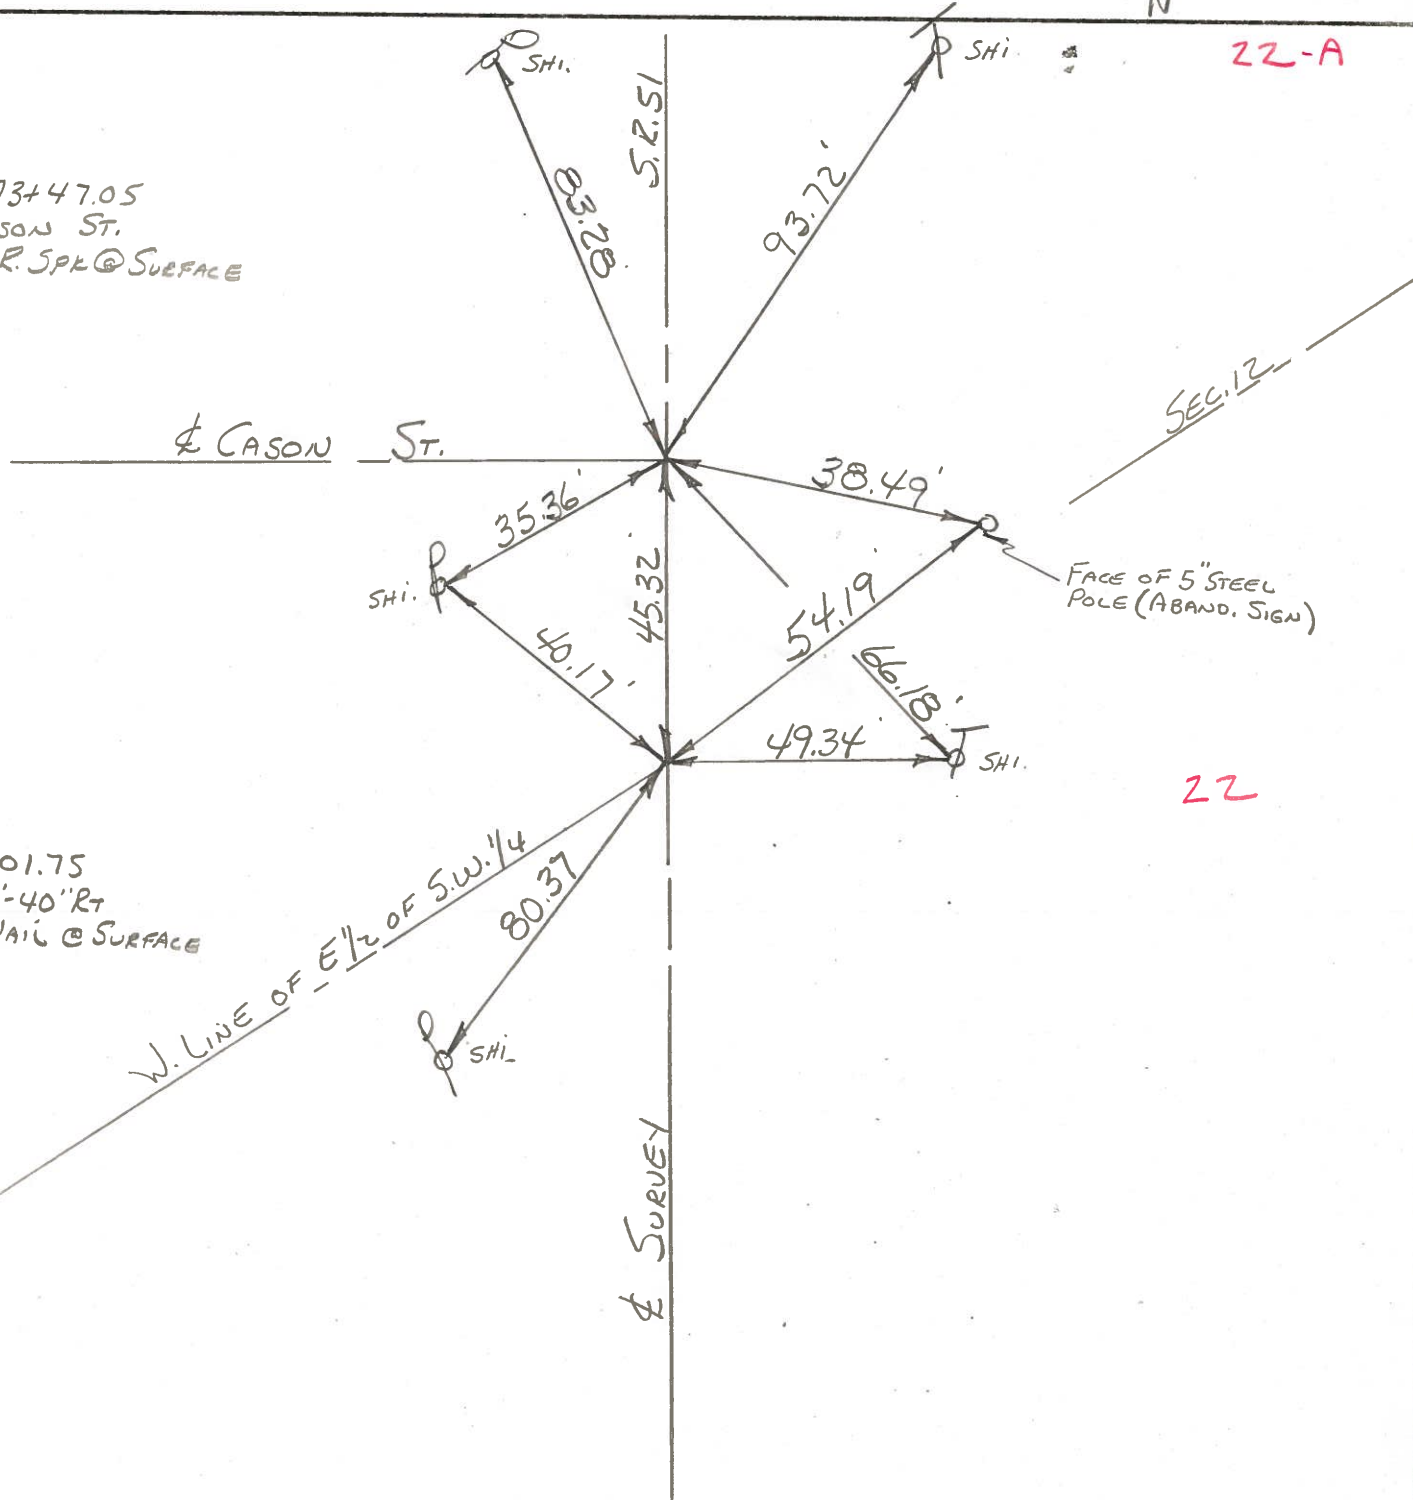 N
SHI.
SHI
22-A
S.R. 51
83.28
93.72'
73+47.05
SON ST.
R. SPK @ SURFACE
SEC. 12
℄ CASON ST.
38.49'
35.36'
SHI.
45.32'
FACE OF 5" STEEL
POLE (ABAND. SIGN)
54.19'
40.17'
66.18'
49.34'
SHI.
22
01.75
'-40" RT
NAIL @ SURFACE
80.37
W. LINE OF E 1/2 OF S.W. 1/4
SHI.
℄ SURVEY